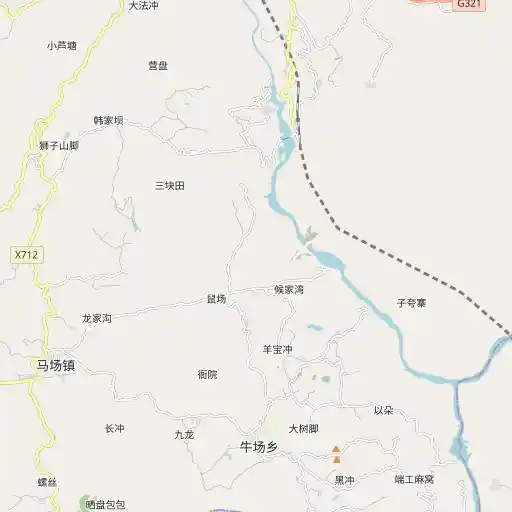 G321
大法冲
小芦塘
营盘
韩家坝
狮子山脚
三块田
X712
候家湾
鼠场
子夸寨
龙家沟
羊宝冲
马场镇
衙院
以朵
长冲
大树脚
九龙
牛场乡
螺丝
黑冲
端工麻窝
晒盘包包